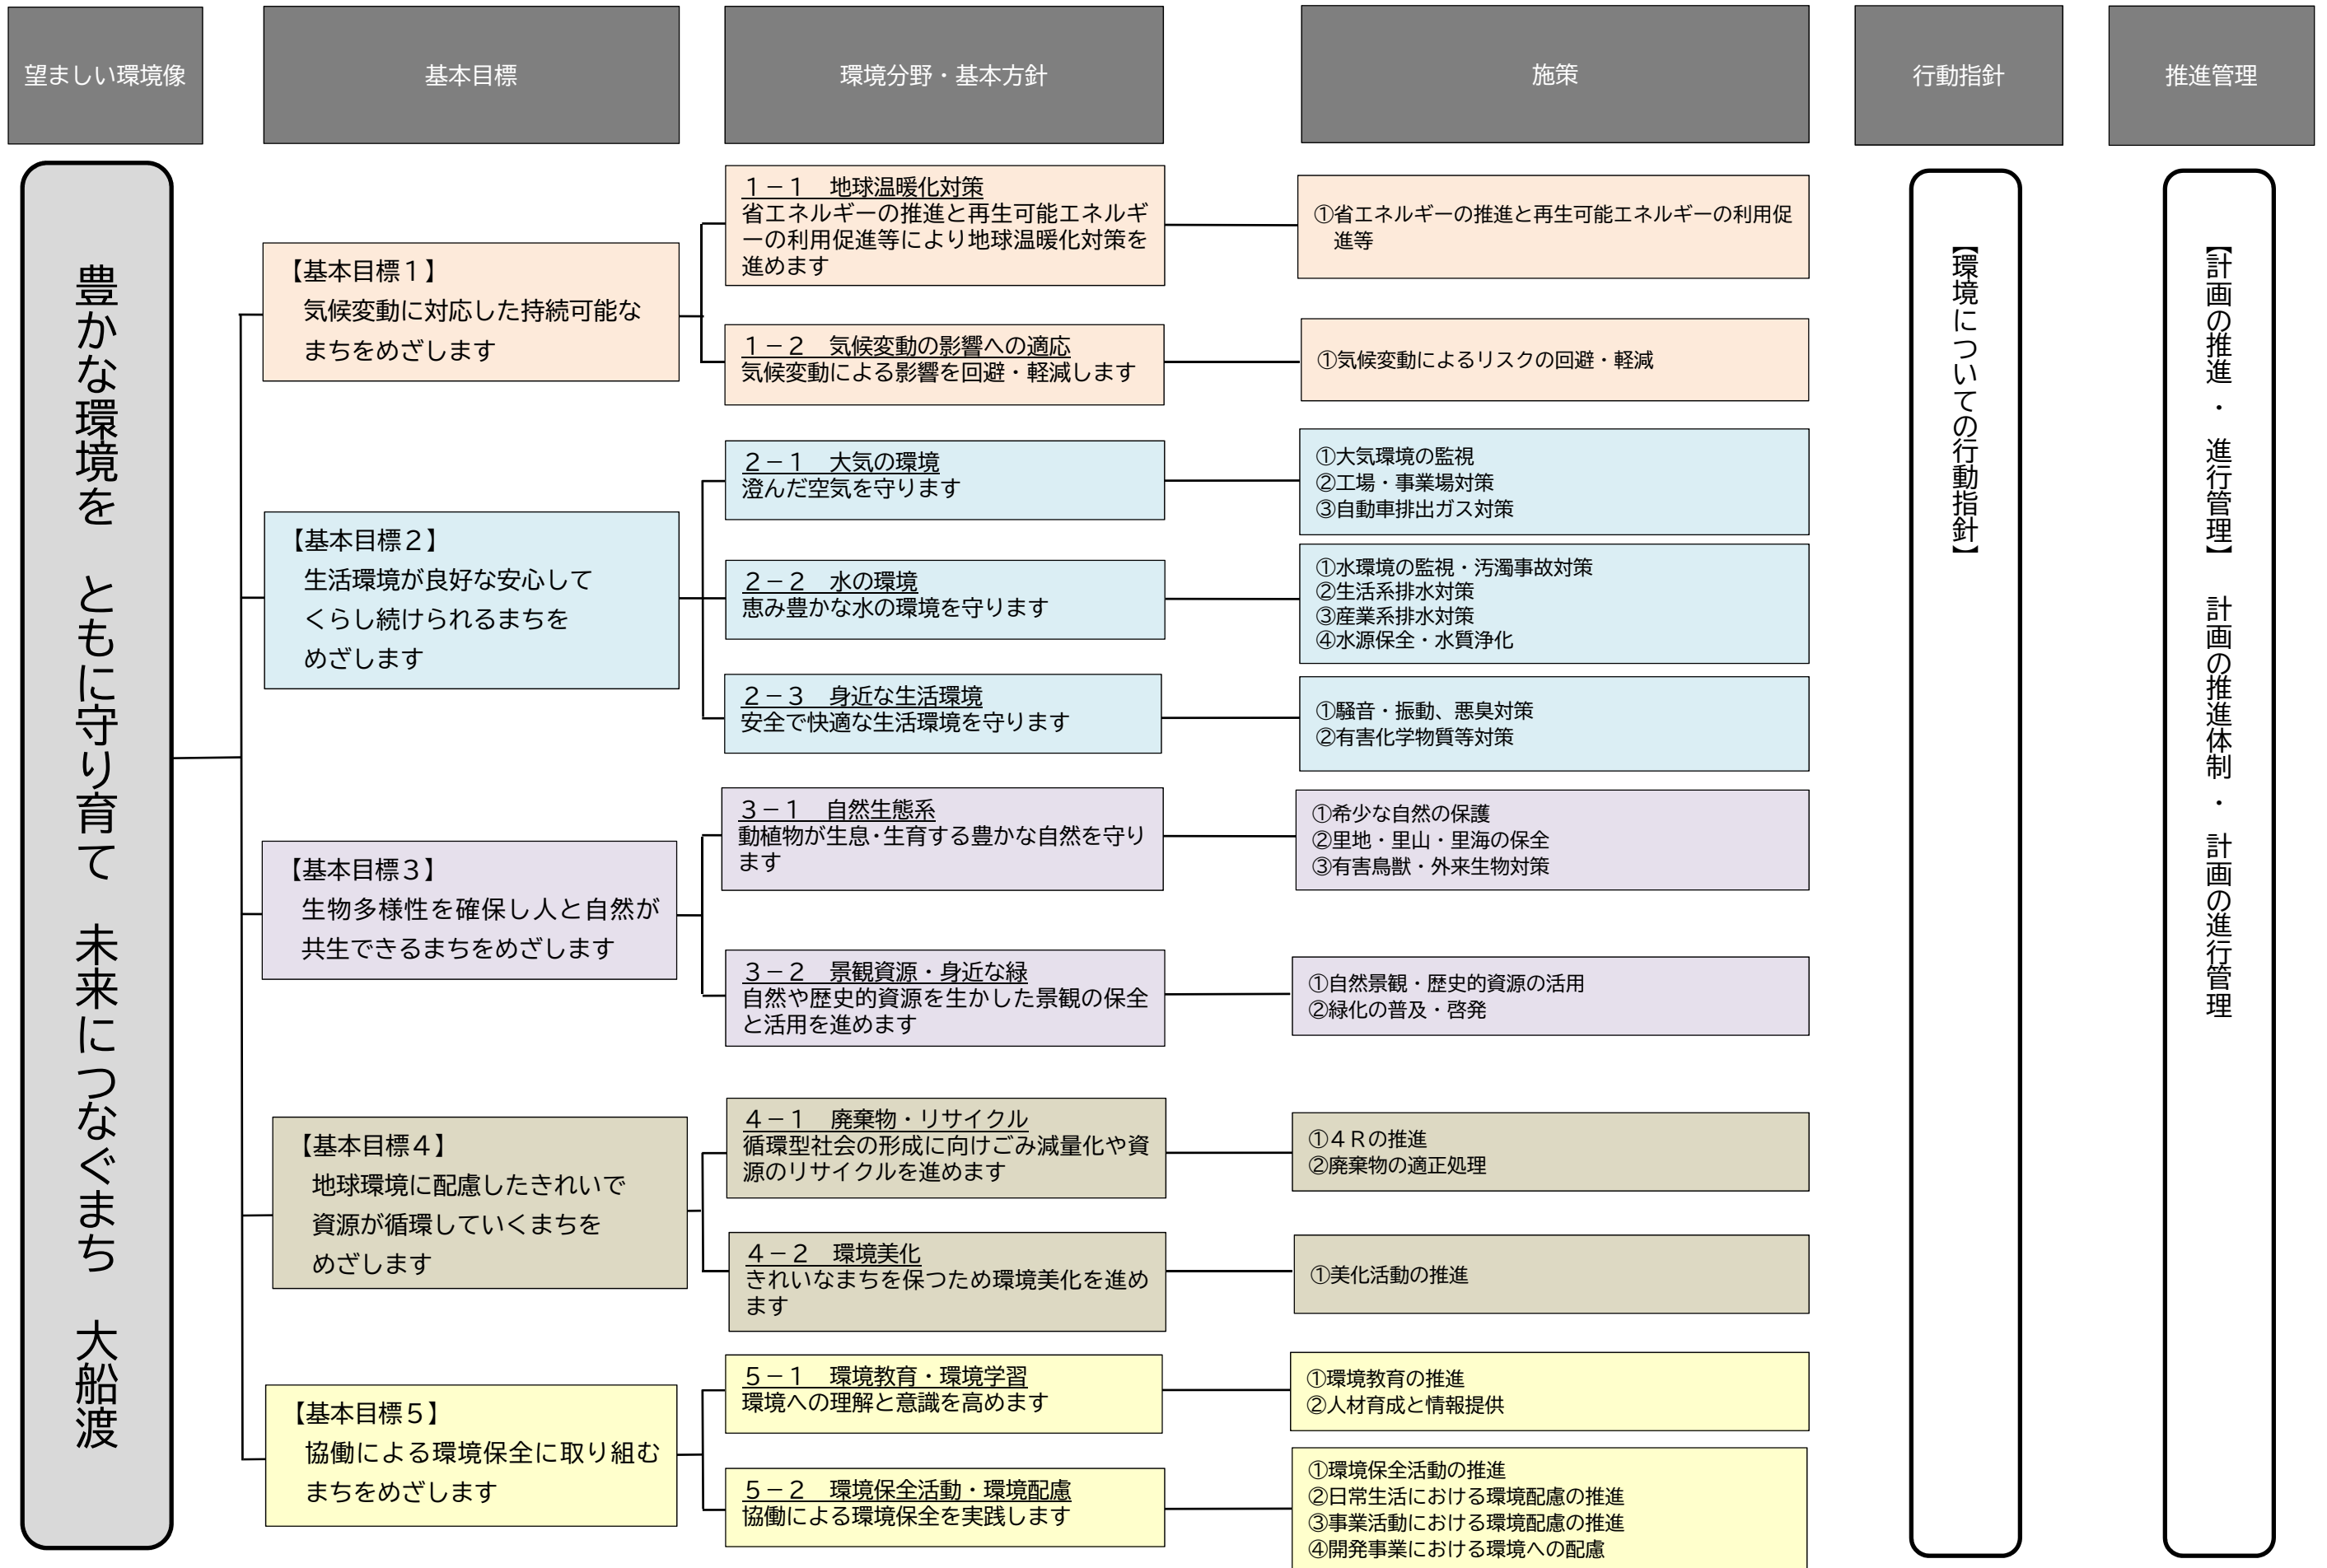 望ましい環境像
基本目標
環境分野・基本方針
施策
行動指針
推進管理
豊かな環境を　ともに守り育て　未来につなぐまち　大船渡
【基本目標１】
気候変動に対応した持続可能な
まちをめざします
１－１　地球温暖化対策
省エネルギーの推進と再生可能エネルギ
ーの利用促進等により地球温暖化対策を
進めます
①省エネルギーの推進と再生可能エネルギーの利用促
進等
１－２　気候変動の影響への適応
気候変動による影響を回避・軽減します
①気候変動によるリスクの回避・軽減
【基本目標２】
生活環境が良好な安心して
くらし続けられるまちを
めざします
２－１　大気の環境
澄んだ空気を守ります
①大気環境の監視
②工場・事業場対策
③自動車排出ガス対策
２－２　水の環境
恵み豊かな水の環境を守ります
①水環境の監視・汚濁事故対策
②生活系排水対策
③産業系排水対策
④水源保全・水質浄化
２－３　身近な生活環境
安全で快適な生活環境を守ります
①騒音・振動、悪臭対策
②有害化学物質等対策
【基本目標３】
生物多様性を確保し人と自然が
共生できるまちをめざします
３－１　自然生態系
動植物が生息・生育する豊かな自然を守り
ます
①希少な自然の保護
②里地・里山・里海の保全
③有害鳥獣・外来生物対策
３－２　景観資源・身近な緑
自然や歴史的資源を生かした景観の保全
と活用を進めます
①自然景観・歴史的資源の活用
②緑化の普及・啓発
【基本目標４】
地球環境に配慮したきれいで
資源が循環していくまちを
めざします
４－１　廃棄物・リサイクル
循環型社会の形成に向けごみ減量化や資
源のリサイクルを進めます
①４Ｒの推進
②廃棄物の適正処理
４－２　環境美化
きれいなまちを保つため環境美化を進め
ます
①美化活動の推進
【基本目標５】
協働による環境保全に取り組む
まちをめざします
５－１　環境教育・環境学習
環境への理解と意識を高めます
①環境教育の推進
②人材育成と情報提供
５－２　環境保全活動・環境配慮
協働による環境保全を実践します
①環境保全活動の推進
②日常生活における環境配慮の推進
③事業活動における環境配慮の推進
④開発事業における環境への配慮
【環境についての行動指針】
【計画の推進・進行管理】　計画の推進体制・計画の進行管理